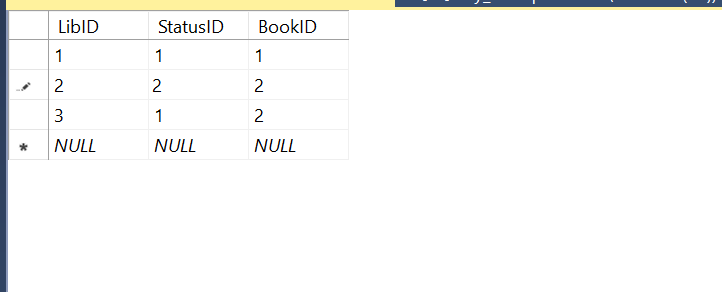 LibID StatusID BookID
1 1 1
2 2 2
3 1 2
NULL NULL NULL